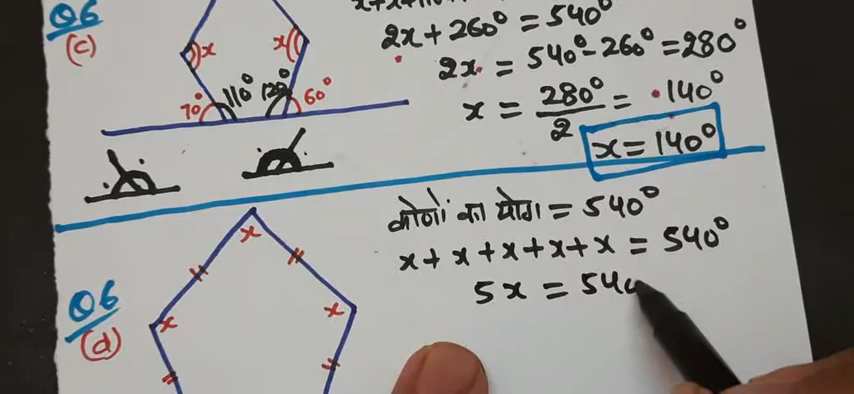 Q6
(c)
2x + 260° = 540°
2x = 540° - 260° = 280°
x = 280°/2 = 140°
x = 140°
x
x
70°
110°
120°
60°
Q6
(d)
x
x
x
कोणों का योग = 540°
x + x + x + x + x = 540°
5x = 540